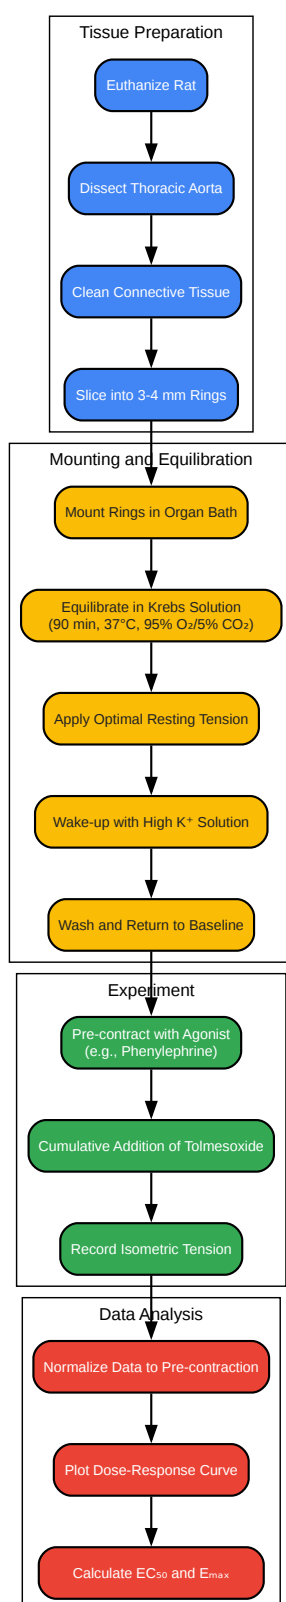 Tissue Preparation
Euthanize Rat
Dissect Thoracic Aorta
Clean Connective Tissue
Slice into 3-4 mm Rings
Mounting and Equilibration
Mount Rings in Organ Bath
Equilibrate in Krebs Solution
(90 min, 37°C, 95% O₂/5% CO₂)
Apply Optimal Resting Tension
Wake-up with High K⁺ Solution
Wash and Return to Baseline
Experiment
Pre-contract with Agonist
(e.g., Phenylephrine)
Cumulative Addition of Tolmesoxide
Record Isometric Tension
Data Analysis
Normalize Data to Pre-contraction
Plot Dose-Response Curve
Calculate EC₅₀ and Eₘₐₓ